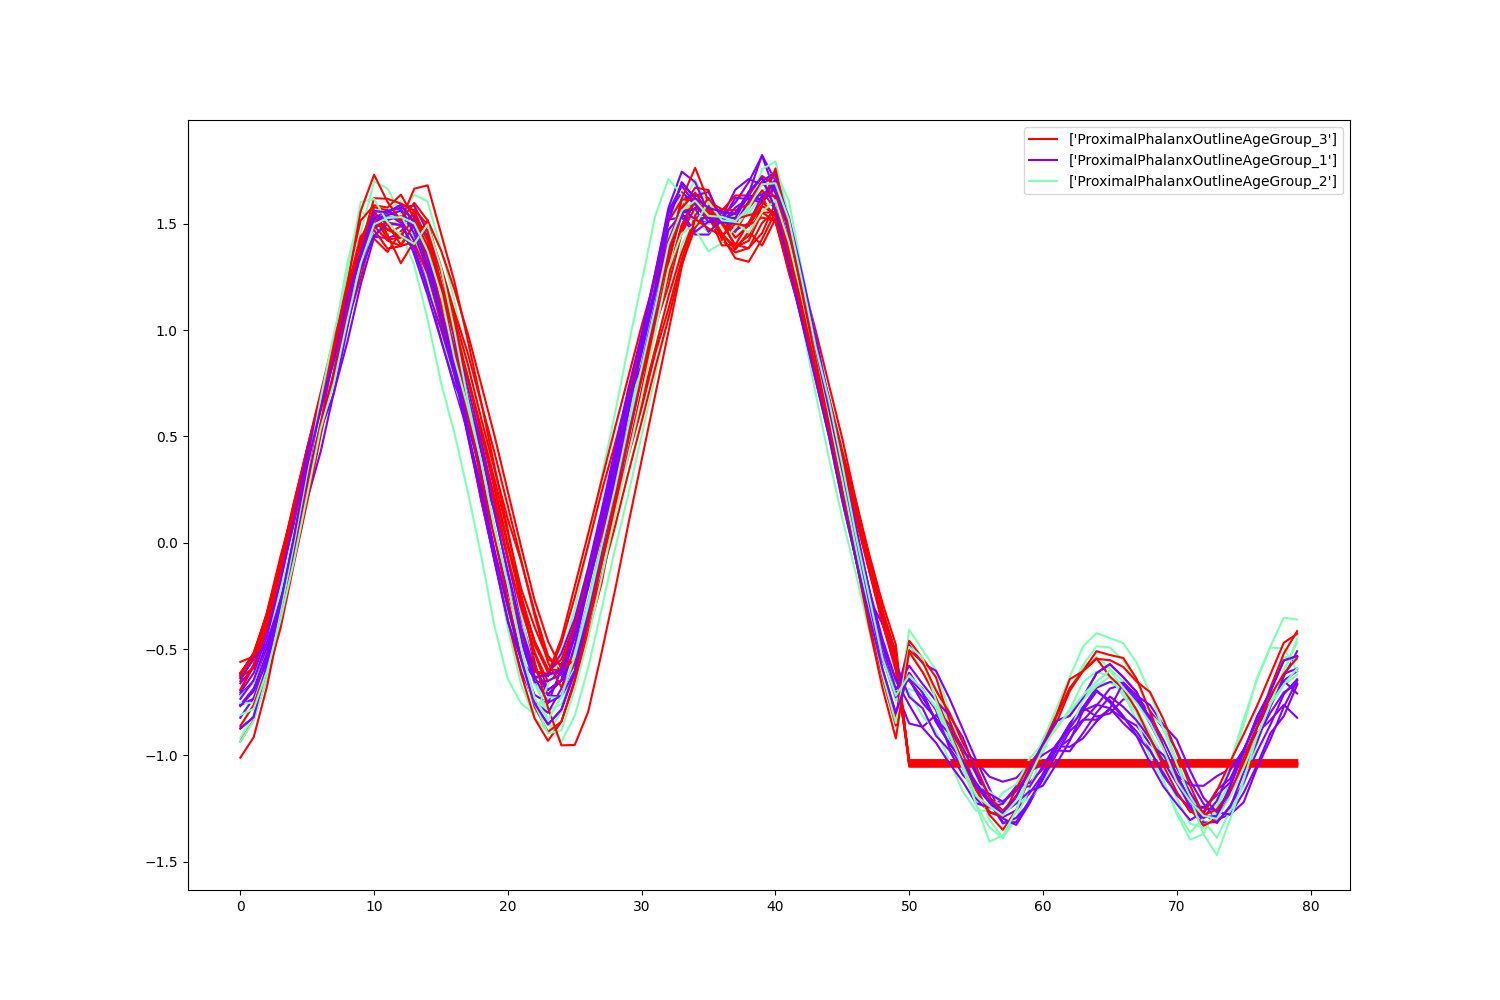 ['ProximalPhalanxOutlineAgeGroup_3']
['ProximalPhalanxOutlineAgeGroup_1']
['ProximalPhalanxOutlineAgeGroup_2']
1.5
1.0
0.5
0.0
−0.5
−1.0
−1.5
0 10 20 30 40 50 60 70 80